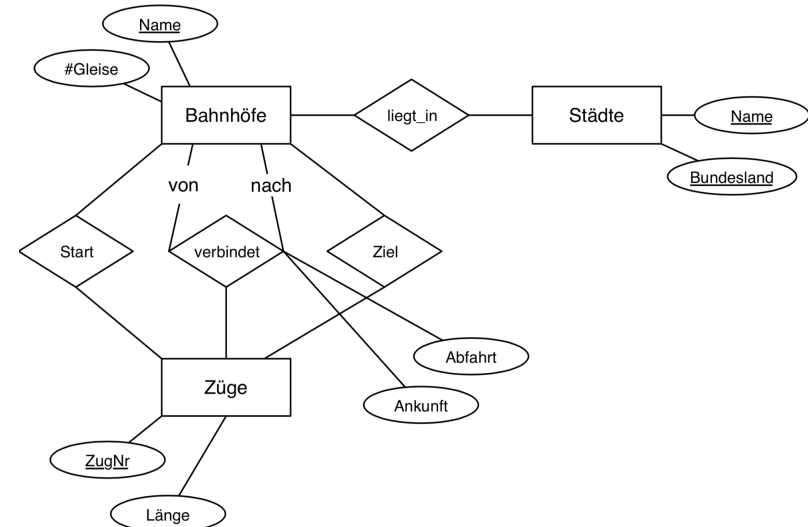 Name
#Gleise
Bahnhöfe
liegt_in
Städte
Name
Bundesland
von
nach
Start
verbindet
Ziel
Abfahrt
Züge
Ankunft
ZugNr
Länge